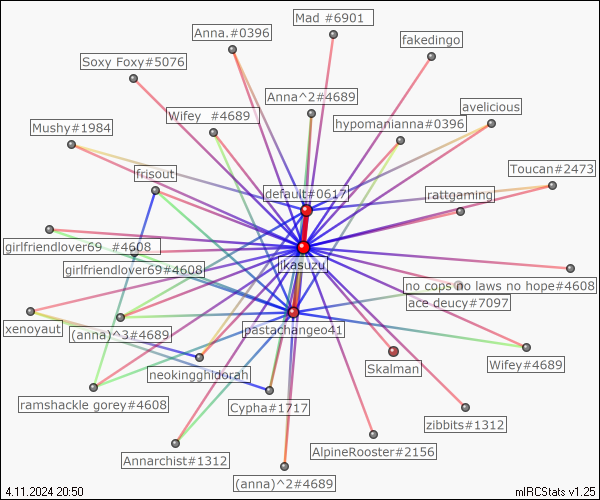 Mad #6901
Anna.#0396
fakedingo
Soxy Foxy#5076
Anna^2#4689
avelicious
Wifey #4689
hypomanianna#0396
Mushy#1984
Toucan#2473
frisout
default#0617
rattgaming
girlfriendlover69 #4608
ikasuzu
girlfriendlover69#4608
no cops no laws no hope#4608
ace deucy#7097
xenoyaut
(anna)^3#4689
pastachangeo41
Wifey#4689
Skalman
neokingghidorah
ramshackle gorey#4608
Cypha#1717
zibbits#1312
Annarchist#1312
AlpineRooster#2156
(anna)^2#4689
4.11.2024 20:50
mIRCStats v1.25